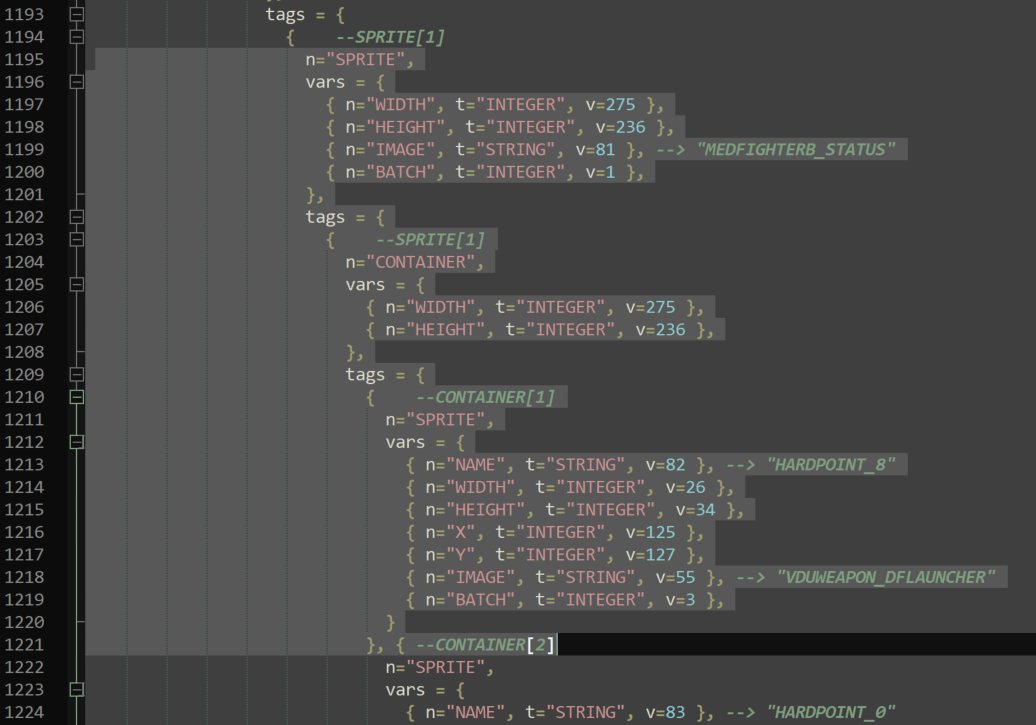 1193 tags = {
1194 { --SPRITE[1]
1195 n="SPRITE",
1196 vars = {
1197 { n="WIDTH", t="INTEGER", v=275 },
1198 { n="HEIGHT", t="INTEGER", v=236 },
1199 { n="IMAGE", t="STRING", v=81 }, --> "MEDFIGHTERB_STATUS"
1200 { n="BATCH", t="INTEGER", v=1 },
1201 },
1202 tags = {
1203 { --SPRITE[1]
1204 n="CONTAINER",
1205 vars = {
1206 { n="WIDTH", t="INTEGER", v=275 },
1207 { n="HEIGHT", t="INTEGER", v=236 },
1208 },
1209 tags = {
1210 { --CONTAINER[1]
1211 n="SPRITE",
1212 vars = {
1213 { n="NAME", t="STRING", v=82 }, --> "HARDPOINT_8"
1214 { n="WIDTH", t="INTEGER", v=26 },
1215 { n="HEIGHT", t="INTEGER", v=34 },
1216 { n="X", t="INTEGER", v=125 },
1217 { n="Y", t="INTEGER", v=127 },
1218 { n="IMAGE", t="STRING", v=55 }, --> "VDUWEAPON_DFLAUNCHER"
1219 { n="BATCH", t="INTEGER", v=3 },
1220 }
1221 }, { --CONTAINER[2]
1222 n="SPRITE",
1223 vars = {
1224 { n="NAME", t="STRING", v=83 }, --> "HARDPOINT_0"